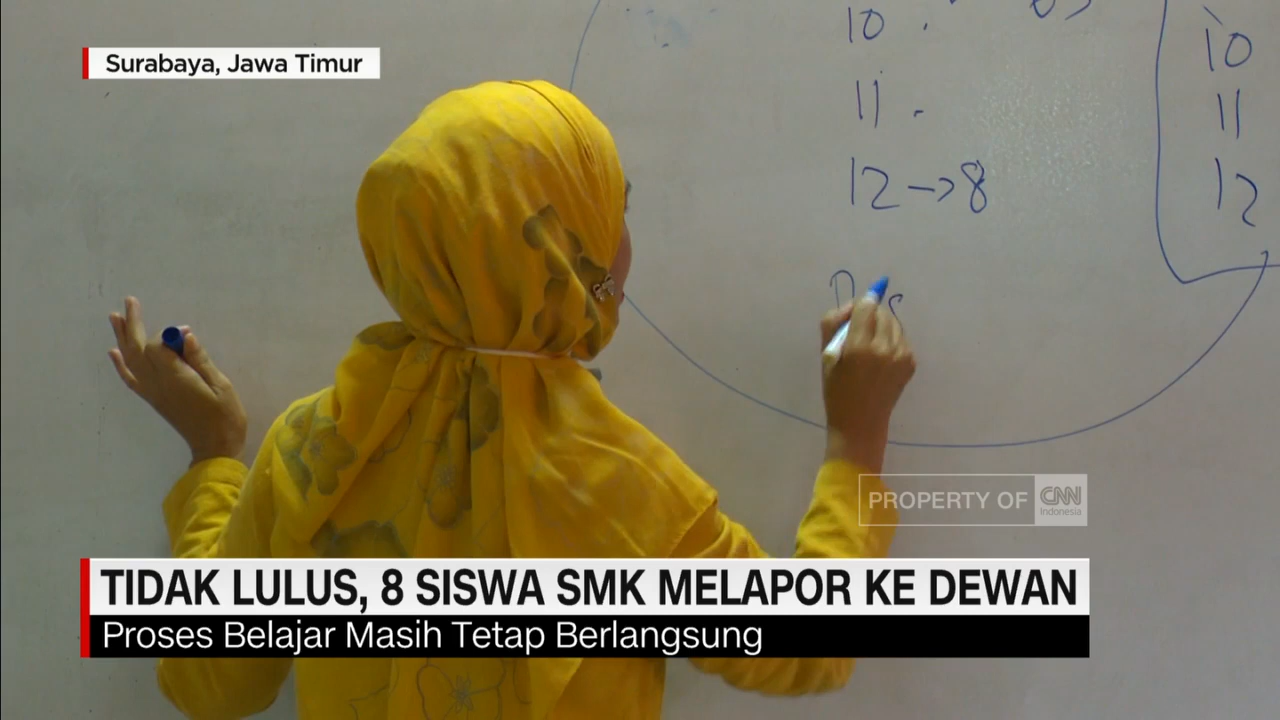 Surabaya, Jawa Timur
10 .
11 .
12 → 8
10
11
12
PROPERTY OF CNN Indonesia
TIDAK LULUS, 8 SISWA SMK MELAPOR KE DEWAN
Proses Belajar Masih Tetap Berlangsung